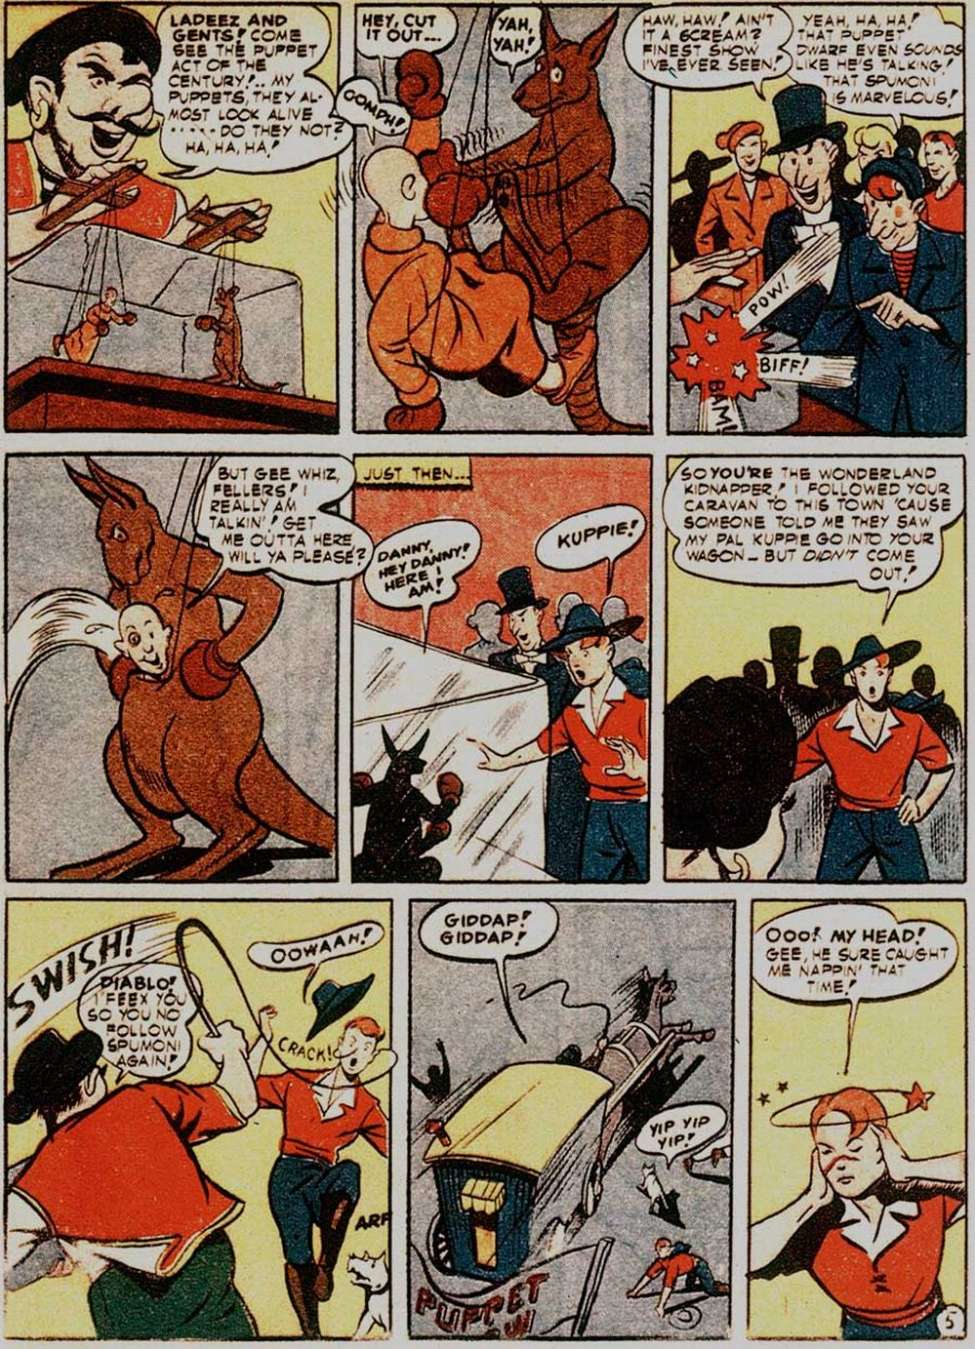 LADEEZ AND
GENTS! COME
SEE THE PUPPET
ACT OF THE
CENTURY!.. MY
PUPPETS, THEY AL-
MOST LOOK ALIVE
..... DO THEY NOT?
HA, HA, HA!
HEY, CUT
IT OUT...
YAH,
YAH!
OOMPH!
HAW, HAW! AIN'T
IT A SCREAM?
FINEST SHOW
I'VE EVER SEEN!
YEAH, HA, HA!
THAT PUPPET
DWARF EVEN SOUNDS
LIKE HE'S TALKING!
THAT SPUMONI
IS MARVELOUS!
POW!
BIFF!
BAM!
BUT GEE WHIZ,
FELLERS! I
REALLY AM
TALKIN'! GET
ME OUTTA HERE,
WILL YA PLEASE?
JUST THEN...
DANNY,
HEY DANNY!
HERE I
AM!
KUPPIE!
SO YOU'RE THE WONDERLAND
KIDNAPPER! I FOLLOWED YOUR
CARAVAN TO THIS TOWN 'CAUSE
SOMEONE TOLD ME THEY SAW
MY PAL KUPPIE GO INTO YOUR
WAGON - BUT DIDN'T COME
OUT!
SWISH!
DIABLO!
I FEEX YOU
SO YOU NO
FOLLOW
SPUMONI
AGAIN!
OOWAAH!
CRACK!
ARF
GIDDAP!
GIDDAP!
YIP YIP
YIP!
PUPPET
OOO! MY HEAD!
GEE, HE SURE CAUGHT
ME NAPPIN' THAT
TIME!
5